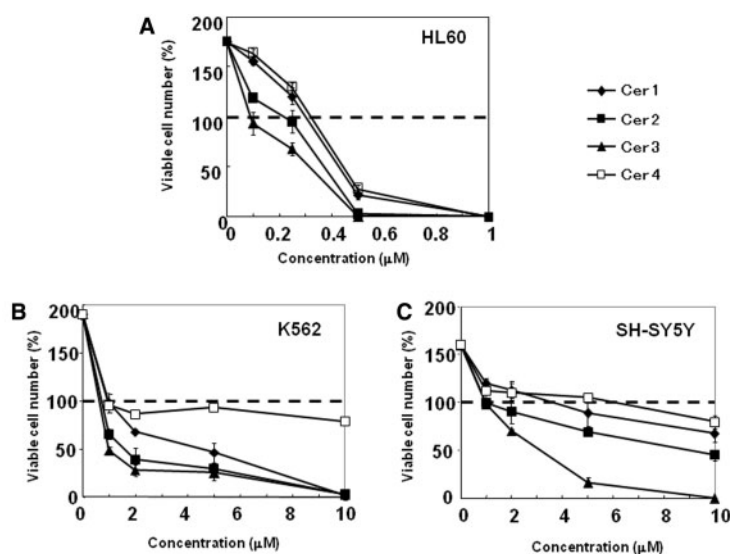 A
HL60
Viable cell number (%)
200
150
100
50
0
0 0.2 0.4 0.6 0.8 1
Concentration (μM)
Cer 1
Cer 2
Cer 3
Cer 4
B
K562
Viable cell number (%)
200
150
100
50
0
0 2 4 6 8 10
Concentration (μM)
C
SH-SY5Y
Viable cell number (%)
200
150
100
50
0
0 2 4 6 8 10
Concentration (μM)